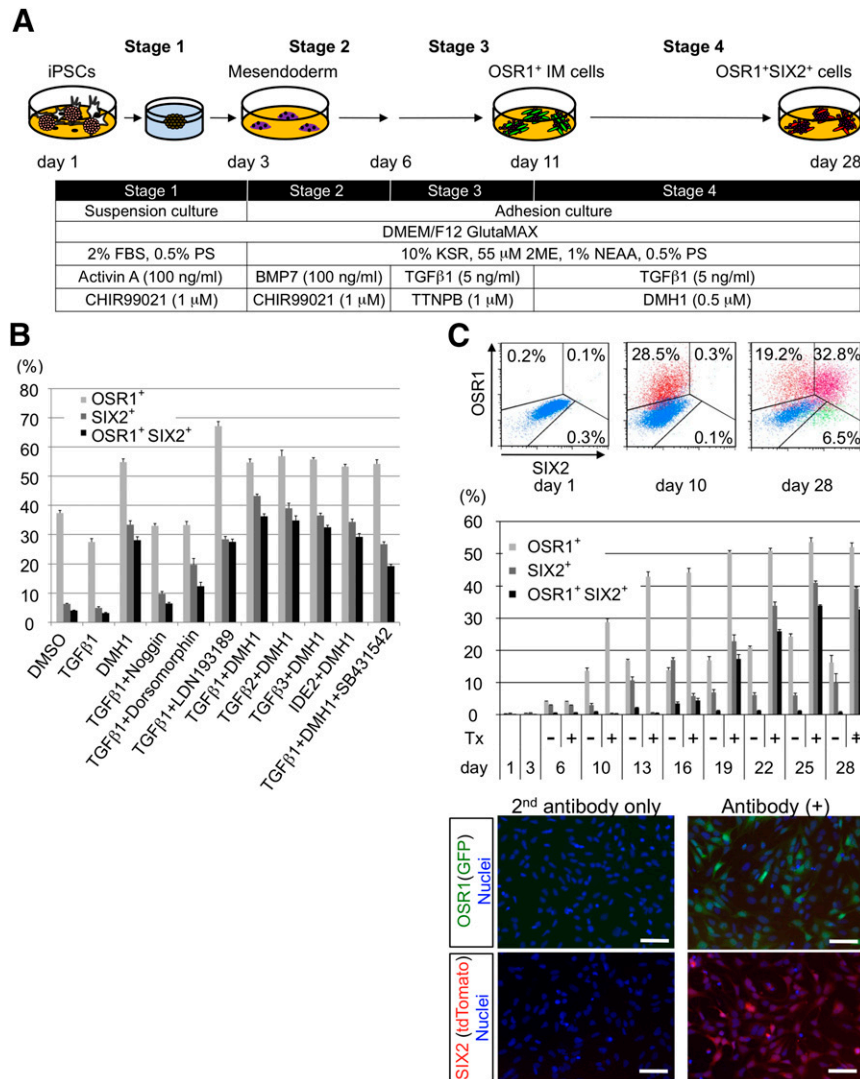 A
Stage 1 Stage 2 Stage 3 Stage 4
iPSCs Mesendoderm OSR1+ IM cells OSR1+SIX2+ cells
day 1 day 3 day 6 day 11 day 28
Stage 1 Stage 2 Stage 3 Stage 4
Suspension culture Adhesion culture
DMEM/F12 GlutaMAX
2% FBS, 0.5% PS 10% KSR, 55 μM 2ME, 1% NEAA, 0.5% PS
Activin A (100 ng/ml) BMP7 (100 ng/ml) TGFβ1 (5 ng/ml) TGFβ1 (5 ng/ml)
CHIR99021 (1 μM) CHIR99021 (1 μM) TTNPB (1 μM) DMH1 (0.5 μM)
B
(%)
80
70
60
50
40
30
20
10
0
OSR1+
SIX2+
OSR1+ SIX2+
DMSO
TGFβ1
DMH1
TGFβ1+Noggin
TGFβ1+Dorsomorphin
TGFβ1+LDN193189
TGFβ1+DMH1
TGFβ2+DMH1
TGFβ3+DMH1
IDE2+DMH1
TGFβ1+DMH1+SB431542
C
OSR1
0.2% 0.1% 28.5% 0.3% 19.2% 32.8%
0.3% 0.1% 6.5%
SIX2
day 1 day 10 day 28
(%)
60
50
40
30
20
10
0
OSR1+
SIX2+
OSR1+ SIX2+
Tx - + - + - + - + - + - + - + - +
day 1 3 6 10 13 16 19 22 25 28
2nd antibody only Antibody (+)
OSR1(GFP)
Nuclei
SIX2 (tdTomato)
Nuclei